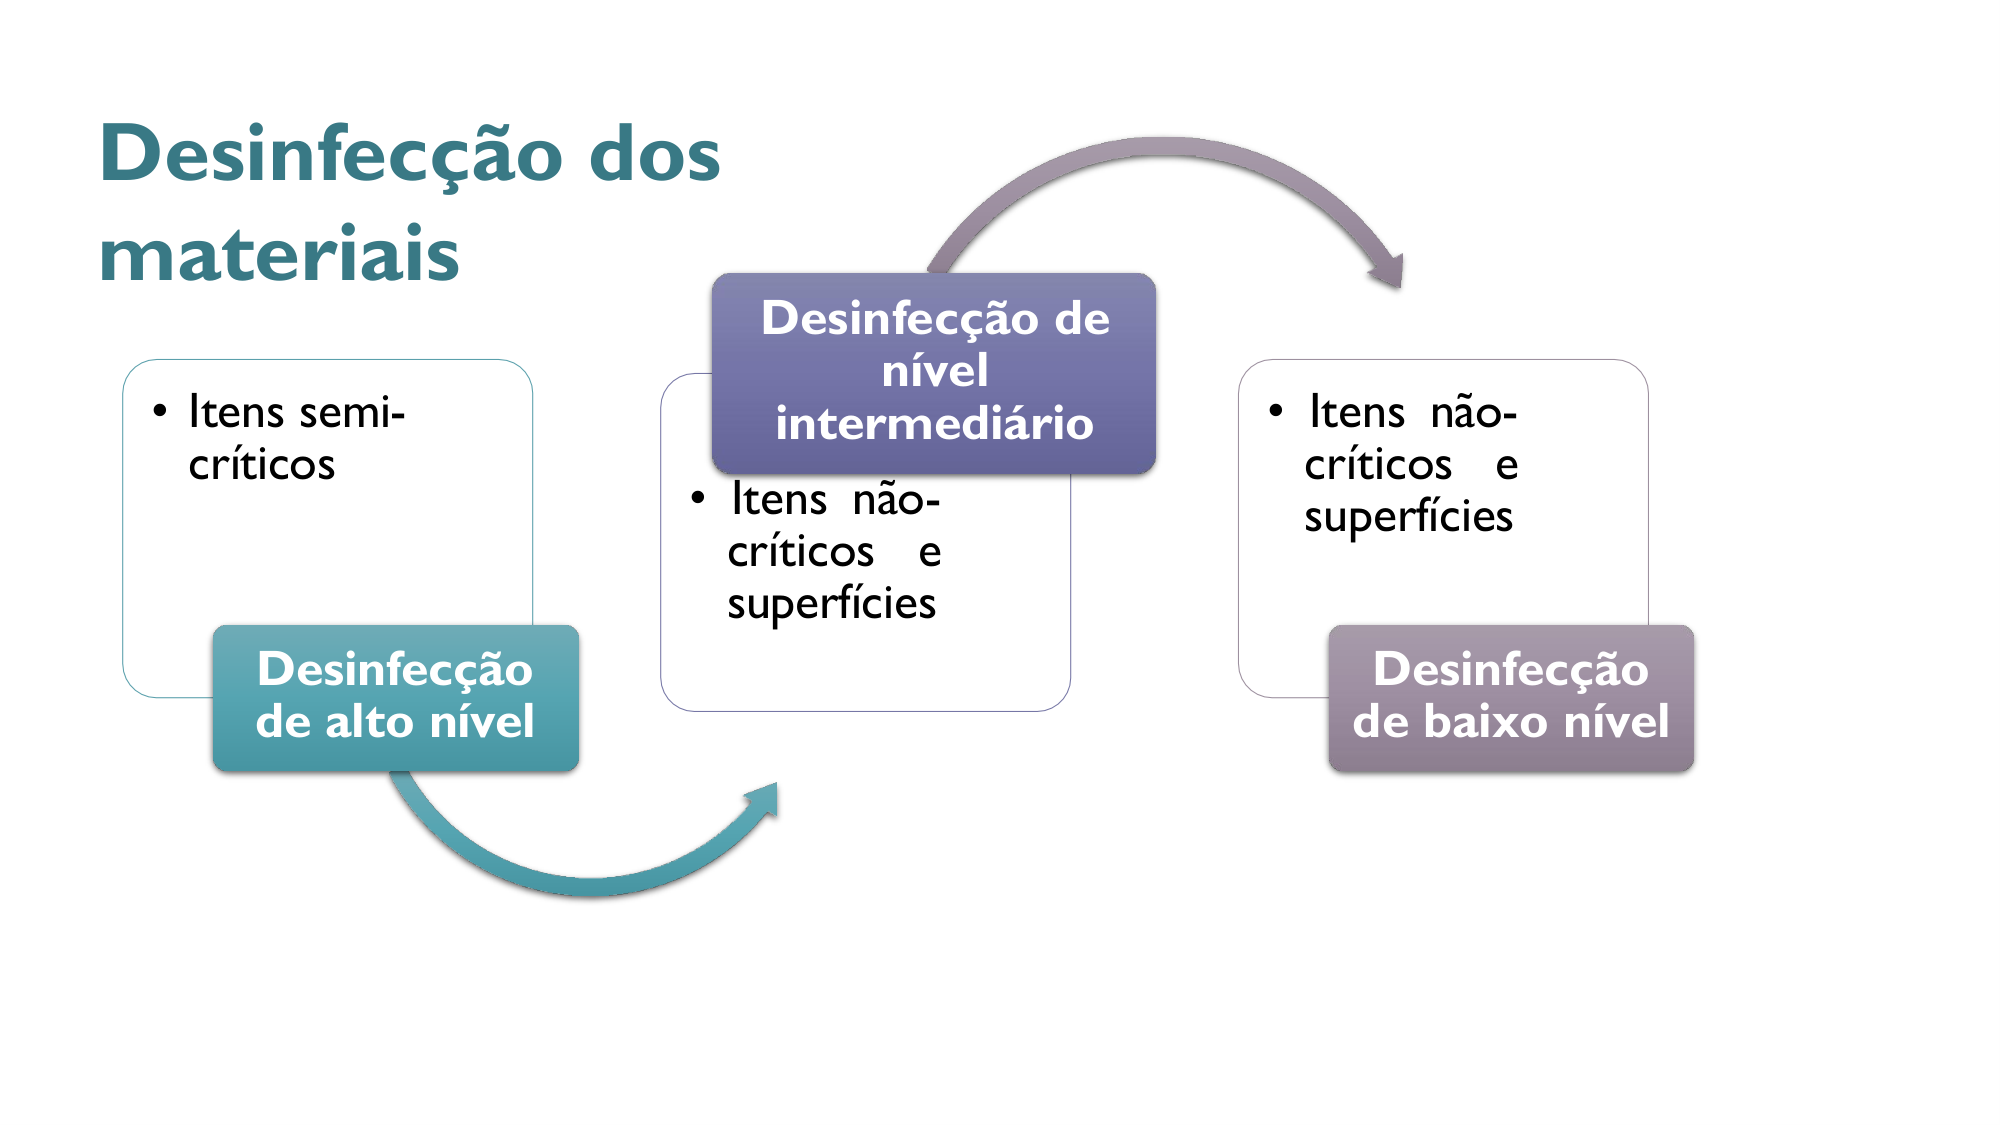 Desinfecção dos
materiais
• Itens semi-
críticos
Desinfecção
de alto nível
Desinfecção de
nível
intermediário
• Itens não-
críticos e
superfícies
• Itens não-
críticos e
superfícies
Desinfecção
de baixo nível